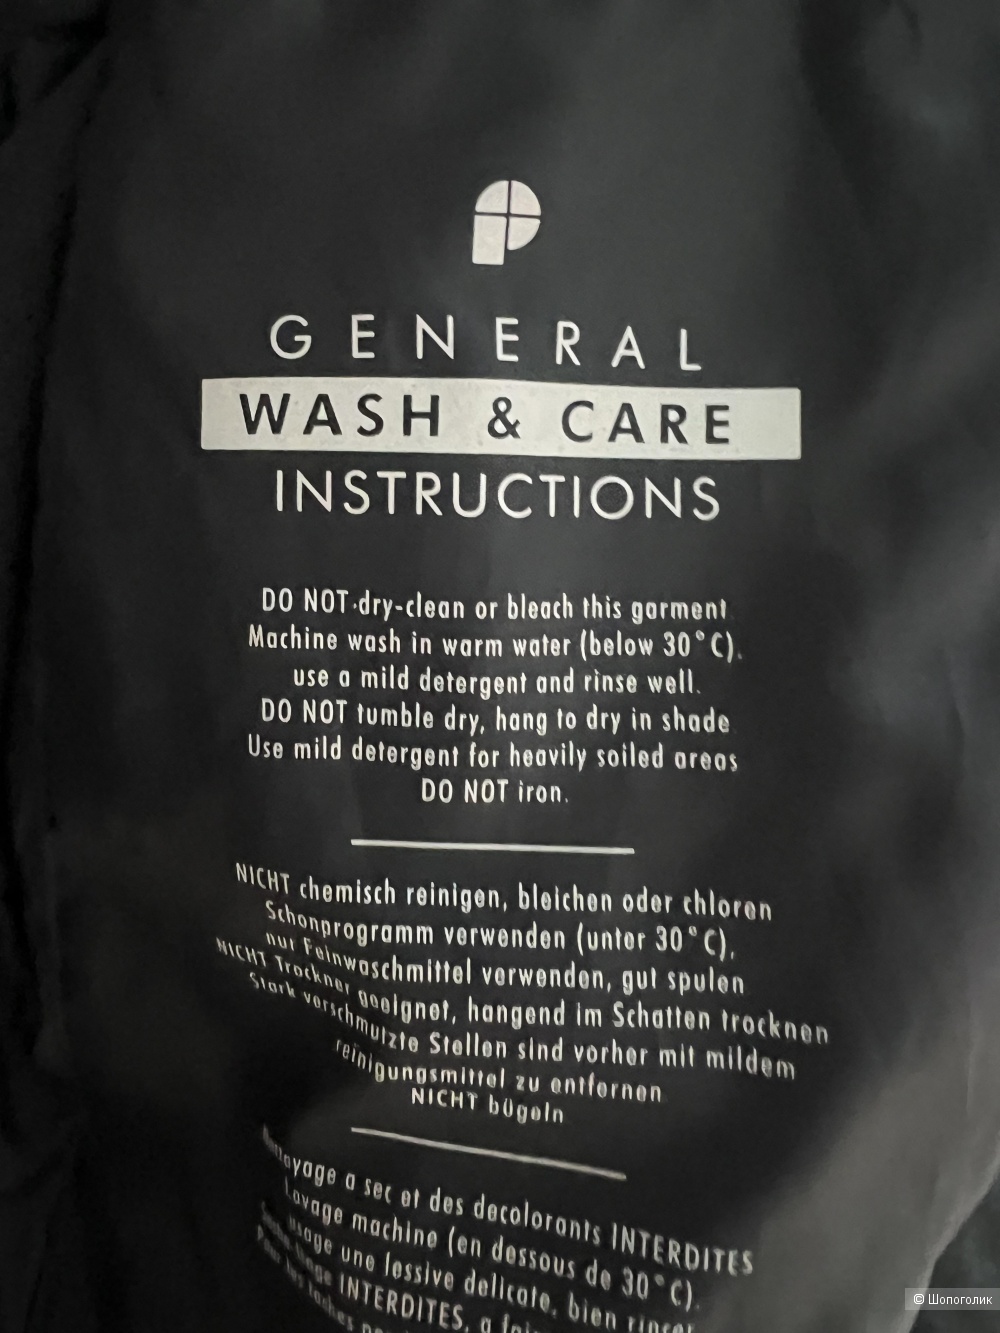 GENERAL
WASH & CARE
INSTRUCTIONS
DO NOT dry-clean or bleach this garment
Machine wash in warm water (below 30°C).
use a mild detergent and rinse well.
DO NOT tumble dry, hang to dry in shade
Use mild detergent for heavily soiled areas
DO NOT iron.
NICHT chemisch reinigen, bleichen oder chloren
Schonprogramm verwenden (unter 30°C),
nur Feinwaschmittel verwenden, gut spulen
NICHT Trockner geeignet, hangend im Schatten trocknen
Stark verschmutzte Stellen sind vorher mit mildem
reinigungsmittel zu entfernen
NICHT bügeln
a sec et des decolorants INTERDITES
Lavage machine (en dessous de 30°C).
usage une lessive delicate, bien rincer
INTERDITES, a
taches
© Шопоголик